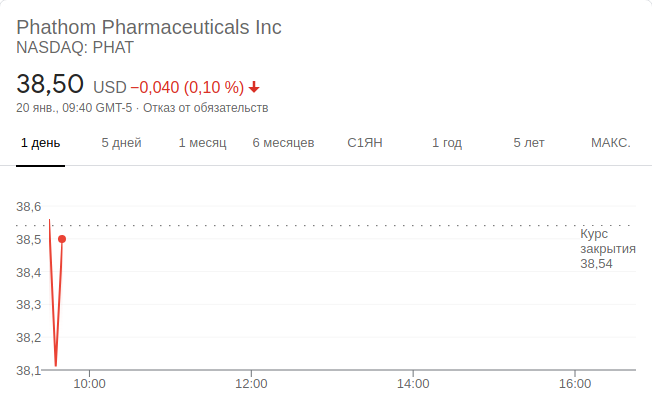 Phathom Pharmaceuticals Inc
NASDAQ: PHAT
38,50 USD −0,040 (0,10 %)
20 янв., 09:40 GMT-5 · Отказ от обязательств
1 день 5 дней 1 месяц 6 месяцев С1ЯН 1 год 5 лет МАКС.
38,6
38,5
38,4
38,3
38,2
38,1
Курс
закрытия
38,54
10:00 12:00 14:00 16:00